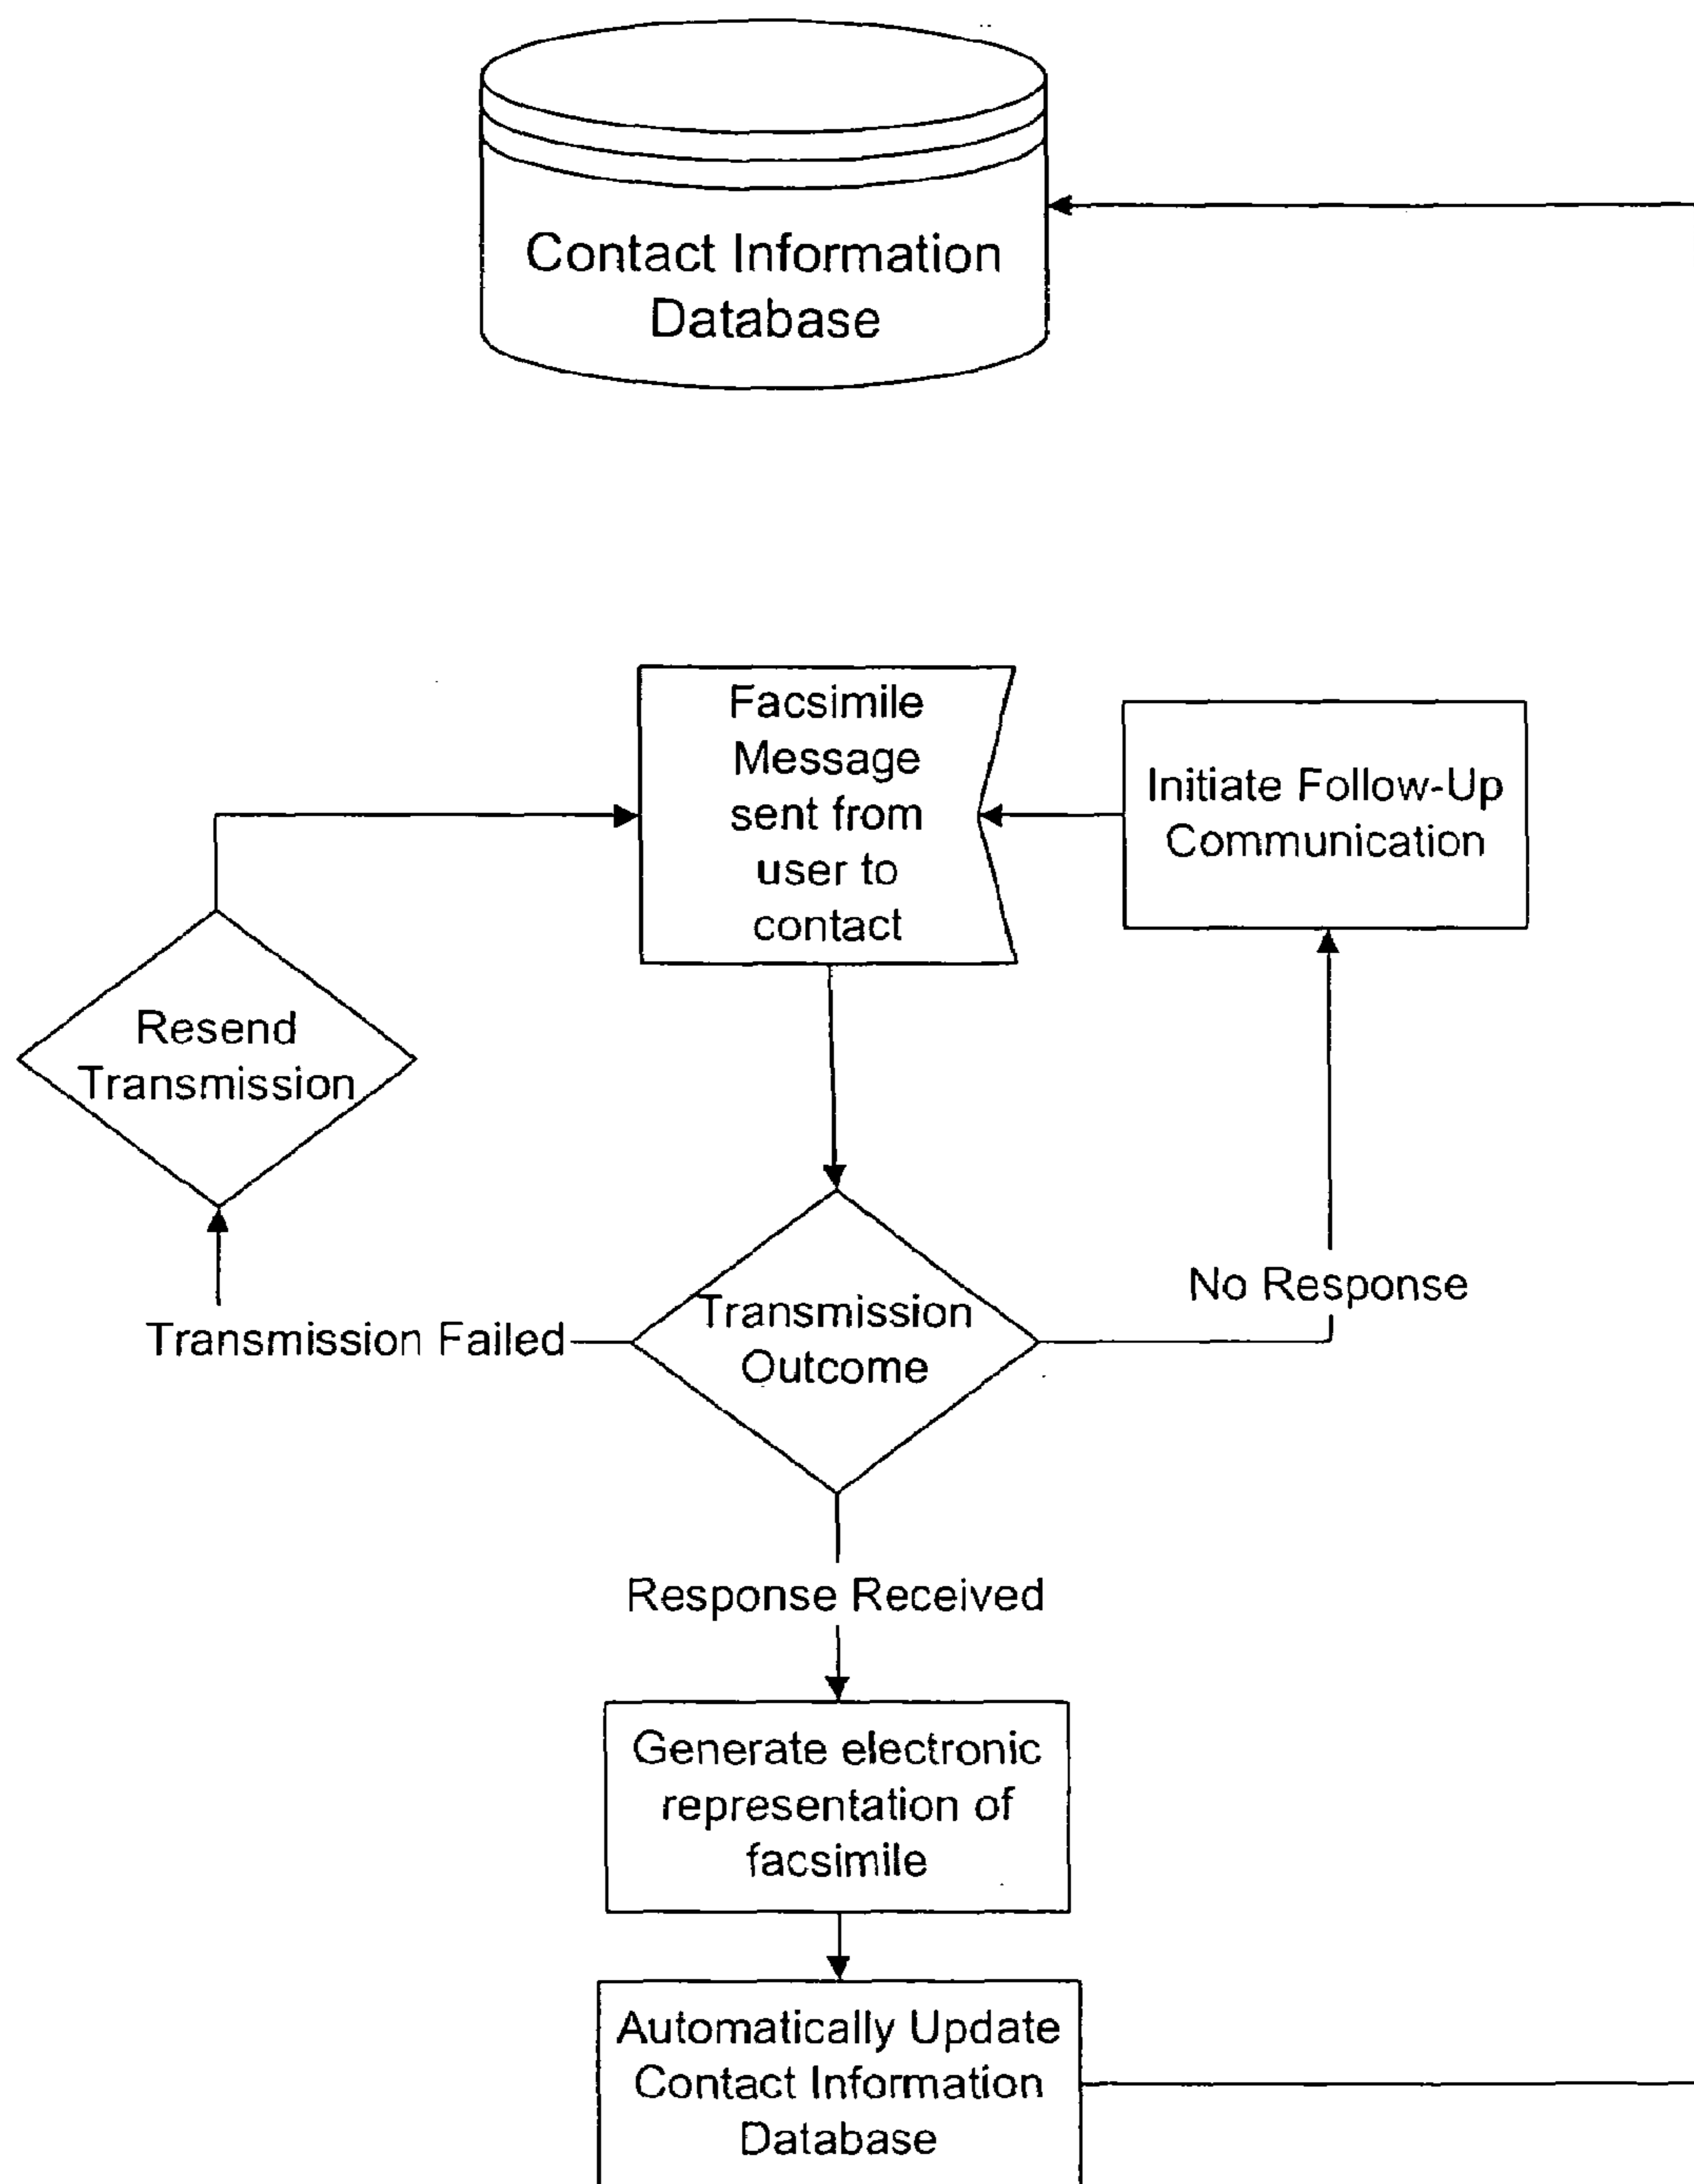 Contact Information
Database
Facsimile
Message
sent from
user to
contact
Initiate Follow-Up
Communication
Resend
Transmission
No Response
Transmission Failed
Transmission
Outcome
Response Received
Generate electronic
representation of
facsimile
Automatically Update
Contact Information
Database